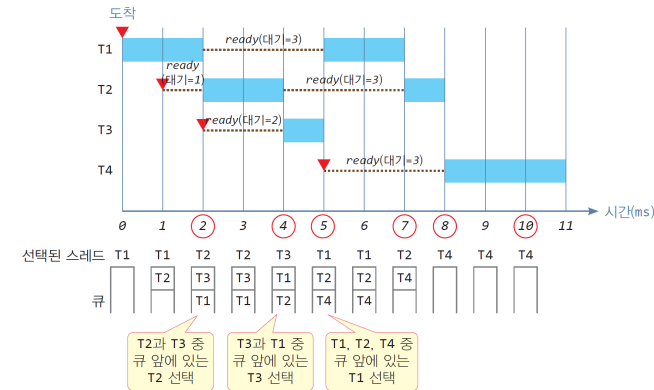 도착
T1
ready(대기=3)
ready
(대기=1)
T2
ready(대기=3)
T3
ready(대기=2)
T4
ready(대기=3)
시간(ms)
0 1 2 3 4 5 6 7 8 9 10 11
선택된 스레드 T1 T1 T2 T2 T3 T1 T1 T2 T4 T4 T4
T2 T3 T3 T1 T2 T2 T4
큐 T1 T1 T2 T4 T4
T2과 T3 중
큐 앞에 있는
T2 선택
T3과 T1 중
큐 앞에 있는
T3 선택
T1, T2, T4 중
큐 앞에 있는
T1 선택